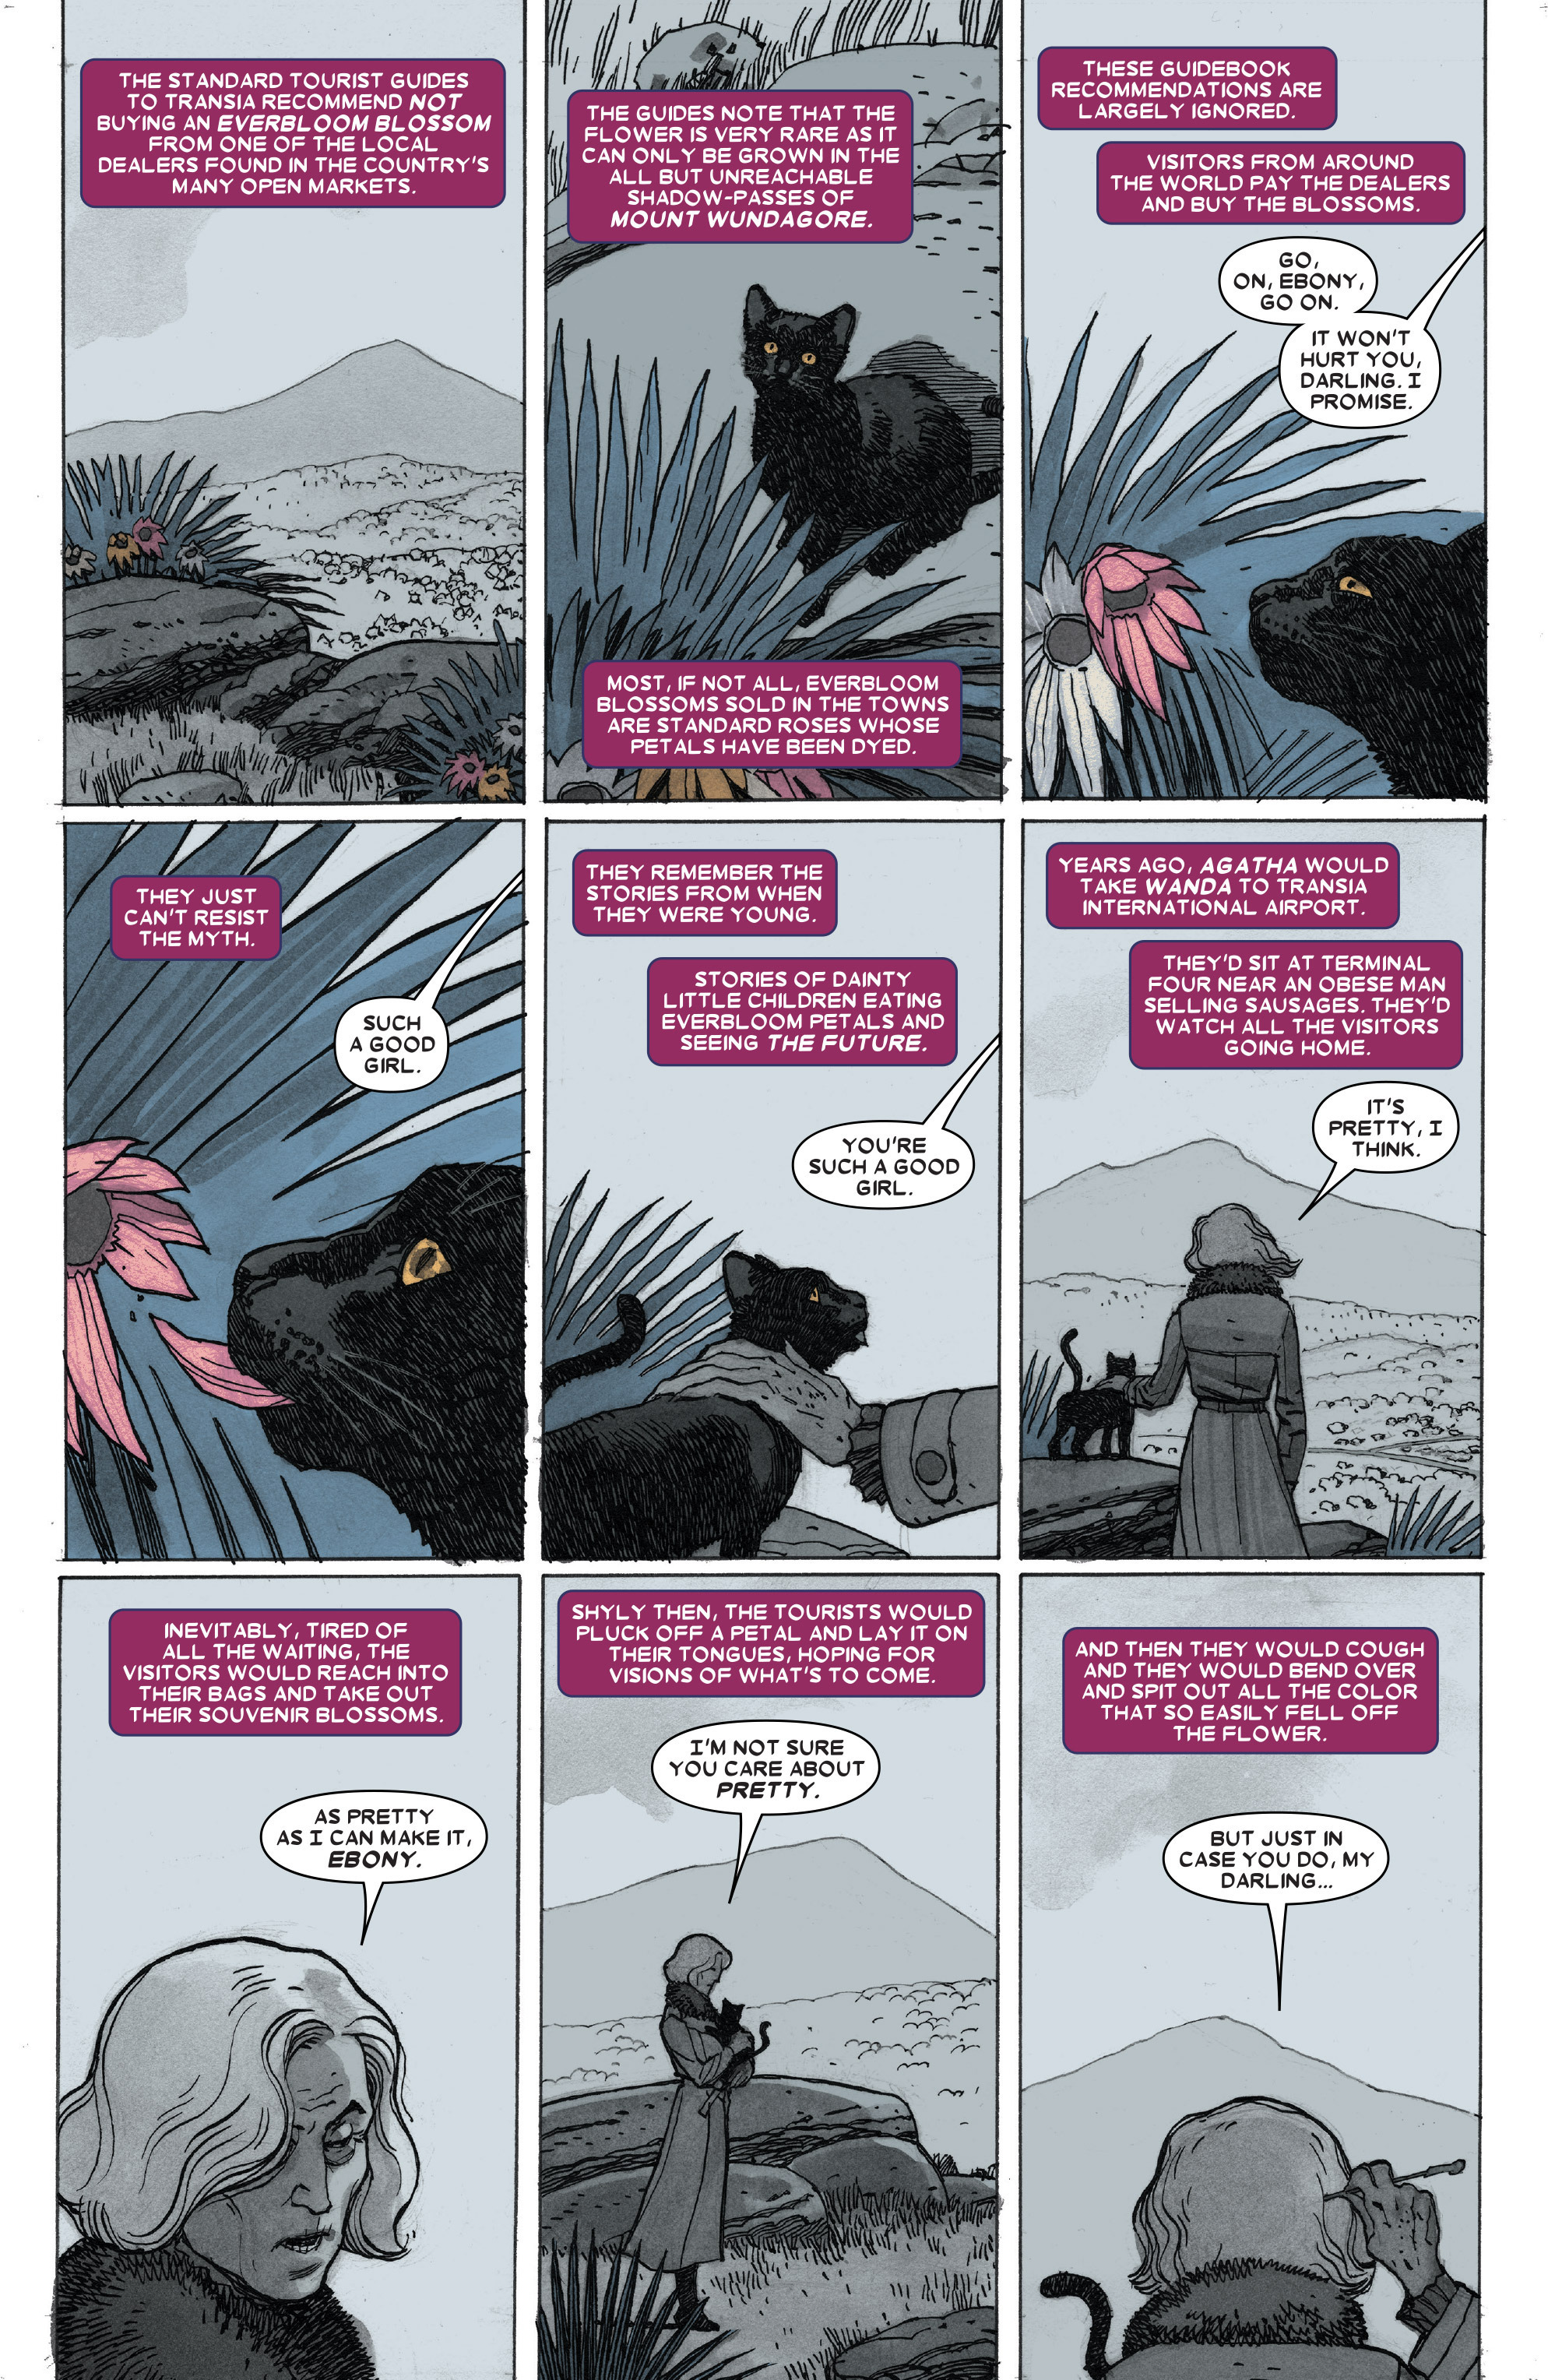 THE STANDARD TOURIST GUIDES
TO TRANSIA RECOMMEND NOT
BUYING AN EVERBLOOM BLOSSOM
FROM ONE OF THE LOCAL
DEALERS FOUND IN THE COUNTRY'S
MANY OPEN MARKETS.
THE GUIDES NOTE THAT THE
FLOWER IS VERY RARE AS IT
CAN ONLY BE GROWN IN THE
ALL BUT UNREACHABLE
SHADOW-PASSES OF
MOUNT WUNDAGORE.
MOST, IF NOT ALL, EVERBLOOM
BLOSSOMS SOLD IN THE TOWNS
ARE STANDARD ROSES WHOSE
PETALS HAVE BEEN DYED.
THESE GUIDEBOOK
RECOMMENDATIONS ARE
LARGELY IGNORED.
VISITORS FROM AROUND
THE WORLD PAY THE DEALERS
AND BUY THE BLOSSOMS.
GO,
ON, EBONY,
GO ON.
IT WON'T
HURT YOU,
DARLING. I
PROMISE.
THEY JUST
CAN'T RESIST
THE MYTH.
SUCH
A GOOD
GIRL.
THEY REMEMBER THE
STORIES FROM WHEN
THEY WERE YOUNG.
STORIES OF DAINTY
LITTLE CHILDREN EATING
EVERBLOOM PETALS AND
SEEING THE FUTURE.
YOU'RE
SUCH A GOOD
GIRL.
YEARS AGO, AGATHA WOULD
TAKE WANDA TO TRANSIA
INTERNATIONAL AIRPORT.
THEY'D SIT AT TERMINAL
FOUR NEAR AN OBESE MAN
SELLING SAUSAGES. THEY'D
WATCH ALL THE VISITORS
GOING HOME.
IT'S
PRETTY, I
THINK.
INEVITABLY, TIRED OF
ALL THE WAITING, THE
VISITORS WOULD REACH INTO
THEIR BAGS AND TAKE OUT
THEIR SOUVENIR BLOSSOMS.
AS PRETTY
AS I CAN MAKE IT,
EBONY.
SHYLY THEN, THE TOURISTS WOULD
PLUCK OFF A PETAL AND LAY IT ON
THEIR TONGUES, HOPING FOR
VISIONS OF WHAT'S TO COME.
I'M NOT SURE
YOU CARE ABOUT
PRETTY.
AND THEN THEY WOULD COUGH
AND THEY WOULD BEND OVER
AND SPIT OUT ALL THE COLOR
THAT SO EASILY FELL OFF
THE FLOWER.
BUT JUST IN
CASE YOU DO, MY
DARLING...